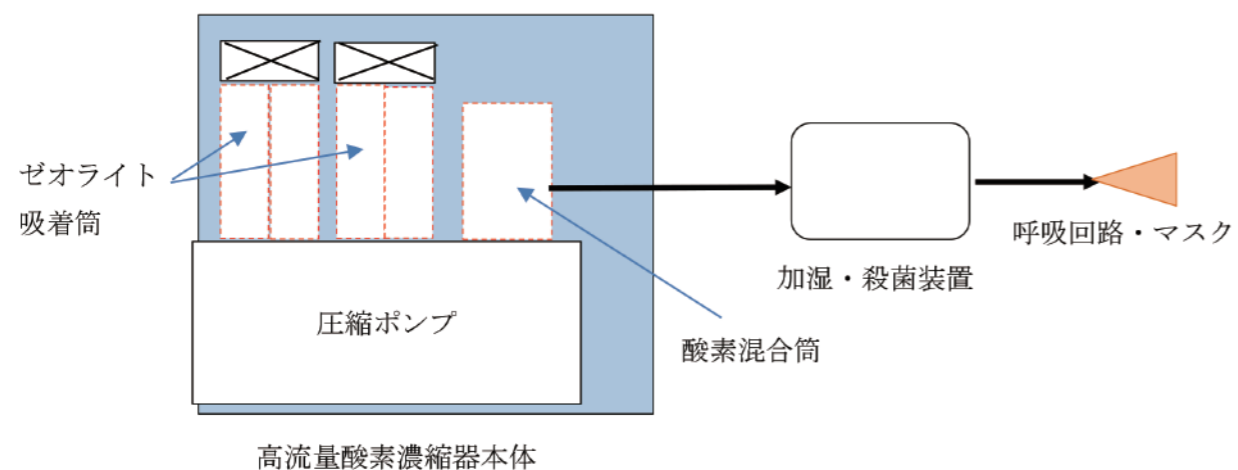 ゼオライト
吸着筒
圧縮ポンプ
酸素混合筒
加湿・殺菌装置
呼吸回路・マスク
高流量酸素濃縮器本体